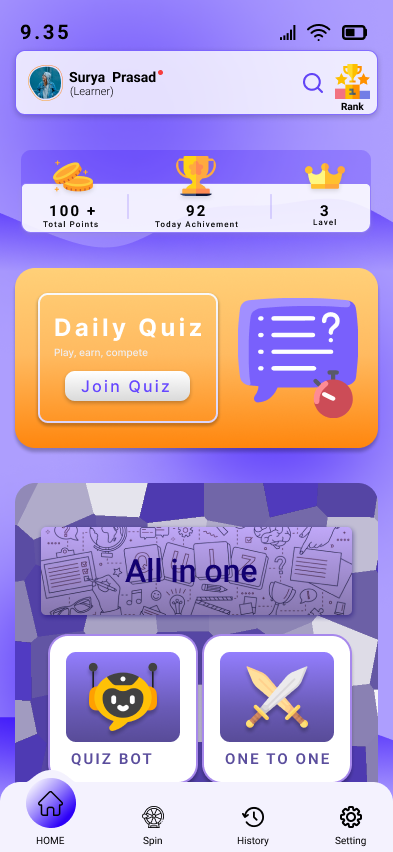 9.35
Surya Prasad
(Learner)
Rank
100 + 92 3
Total Points Today Achivement Lavel
Daily Quiz
Play, earn, compete
Join Quiz
?
All in one
QUIZ BOT ONE TO ONE
HOME Spin History Setting